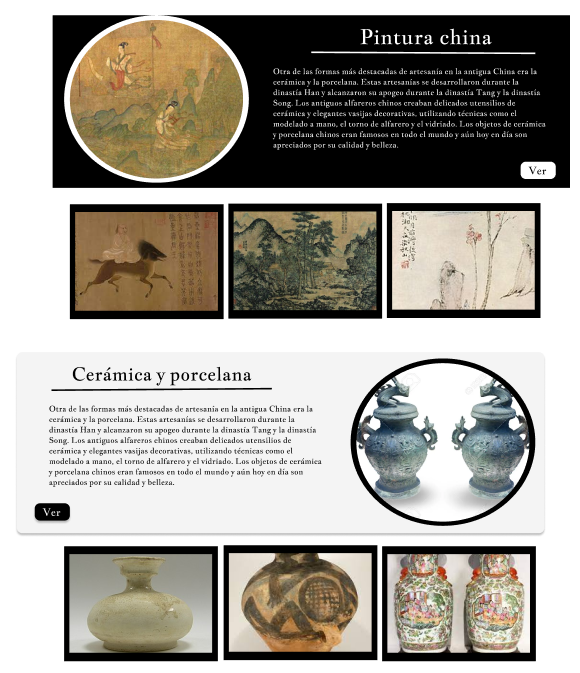 Pintura china
Otra de las formas más destacadas de artesanía en la antigua China era la
cerámica y la porcelana. Estas artesanías se desarrollaron durante la
dinastía Han y alcanzaron su apogeo durante la dinastía Tang y la dinastía
Song. Los antiguos alfareros chinos creaban delicados utensilios de
cerámica y elegantes vasijas decorativas, utilizando técnicas como el
modelado a mano, el torno de alfarero y el vidriado. Los objetos de cerámica
y porcelana chinos eran famosos en todo el mundo y aún hoy en día son
apreciados por su calidad y belleza.
Ver
Cerámica y porcelana
Otra de las formas más destacadas de artesanía en la antigua China era la
cerámica y la porcelana. Estas artesanías se desarrollaron durante la
dinastía Han y alcanzaron su apogeo durante la dinastía Tang y la dinastía
Song. Los antiguos alfareros chinos creaban delicados utensilios de
cerámica y elegantes vasijas decorativas, utilizando técnicas como el
modelado a mano, el torno de alfarero y el vidriado. Los objetos de cerámica
y porcelana chinos eran famosos en todo el mundo y aún hoy en día son
apreciados por su calidad y belleza.
Ver